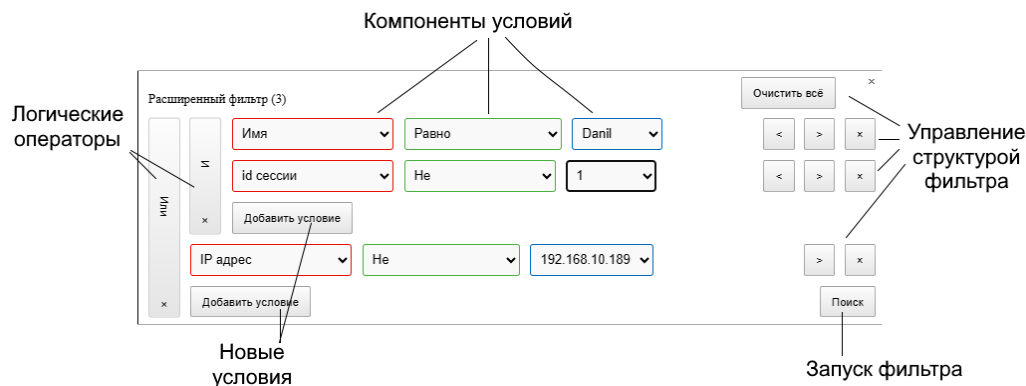 Компоненты условий
Расширенный фильтр (3)
Очистить всё
×
Логические
операторы
Или
×
И
×
Имя
Равно
Danil
<
>
×
id сессии
Не
1
<
>
×
Добавить условие
IP адрес
Не
192.168.10.189
>
×
Добавить условие
Поиск
Управление
структурой
фильтра
Новые
условия
Запуск фильтра